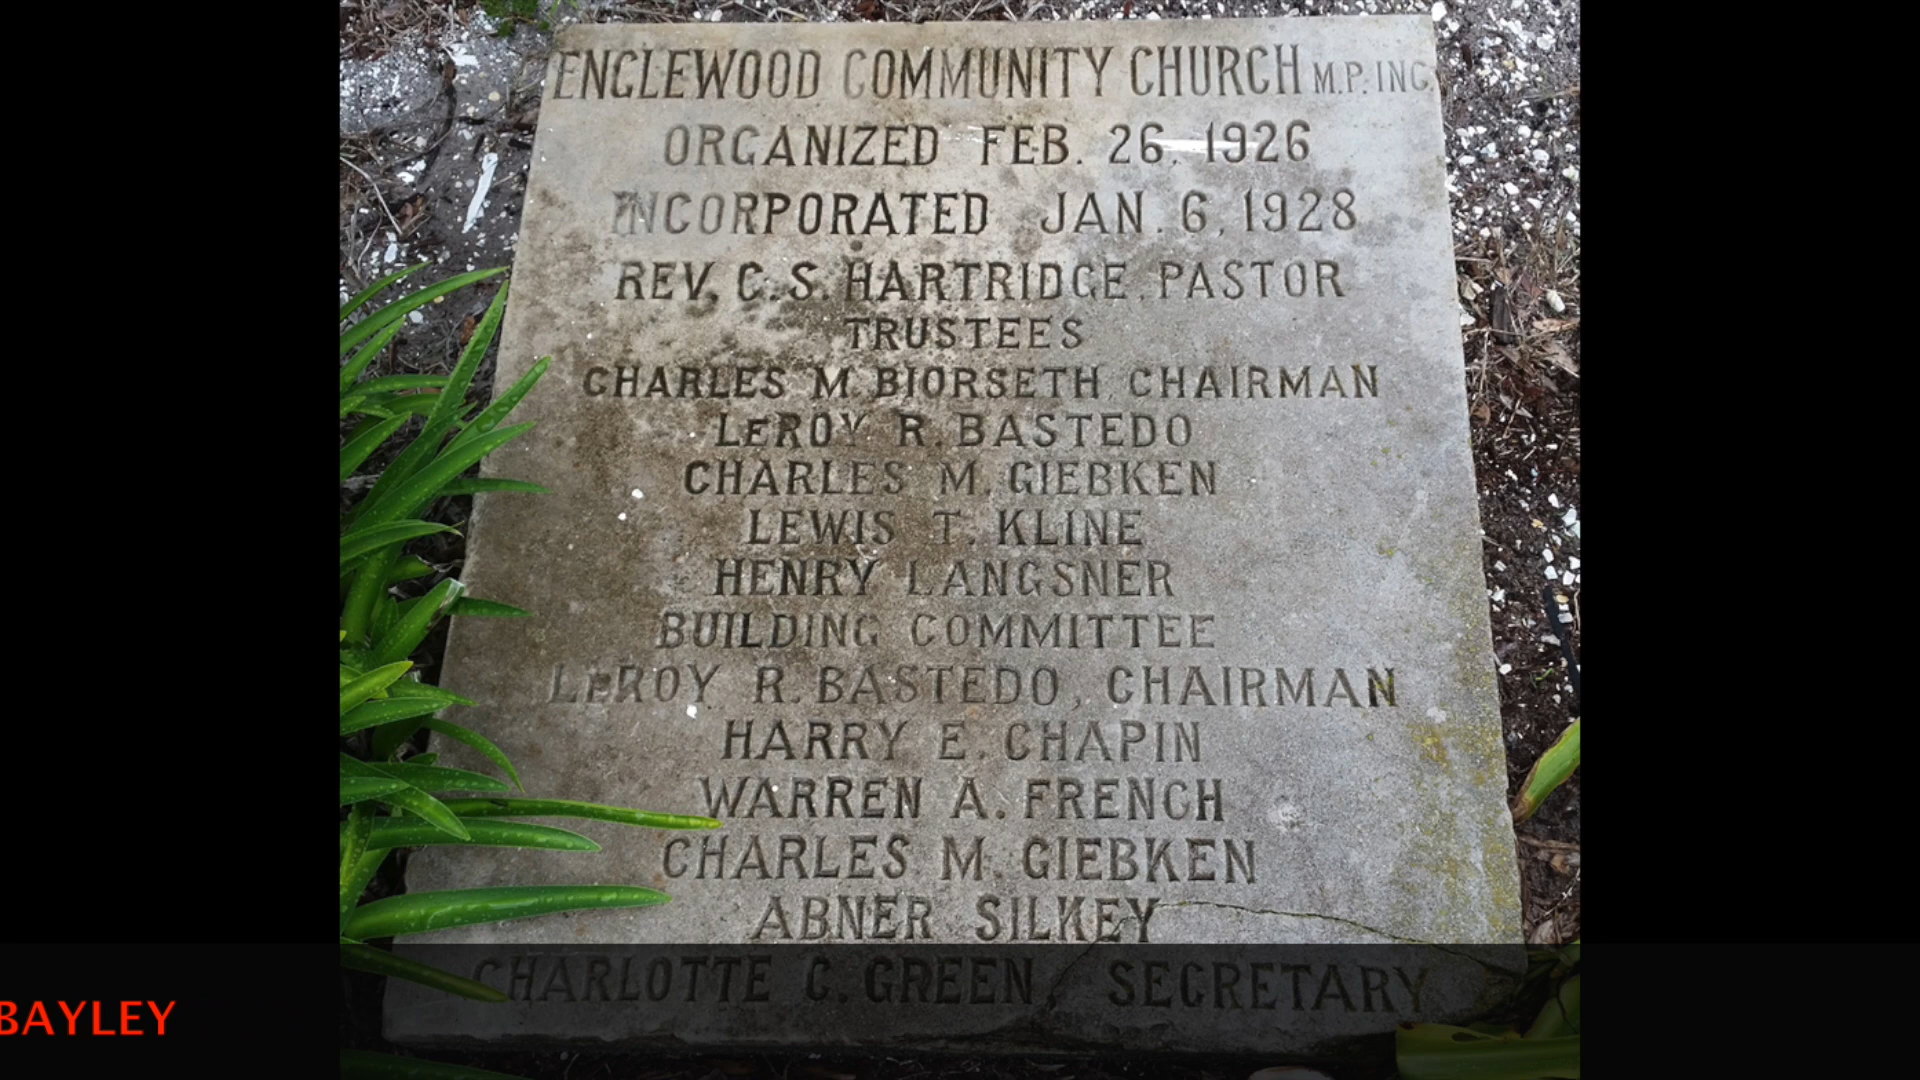 ENGLEWOOD COMMUNITY CHURCH M.P. INC.
ORGANIZED FEB. 26, 1926
INCORPORATED JAN. 6, 1928
REV. C. S. HARTRIDGE, PASTOR
TRUSTEES
CHARLES M. BIORSETH, CHAIRMAN
LeROY R. BASTEDO
CHARLES M. GIEBKEN
LEWIS T. KLINE
HENRY LANGSNER
BUILDING COMMITTEE
LeROY R. BASTEDO, CHAIRMAN
HARRY E. CHAPIN
WARREN A. FRENCH
CHARLES M. GIEBKEN
ABNER SILKEY
CHARLOTTE C. GREEN, SECRETARY
BAYLEY